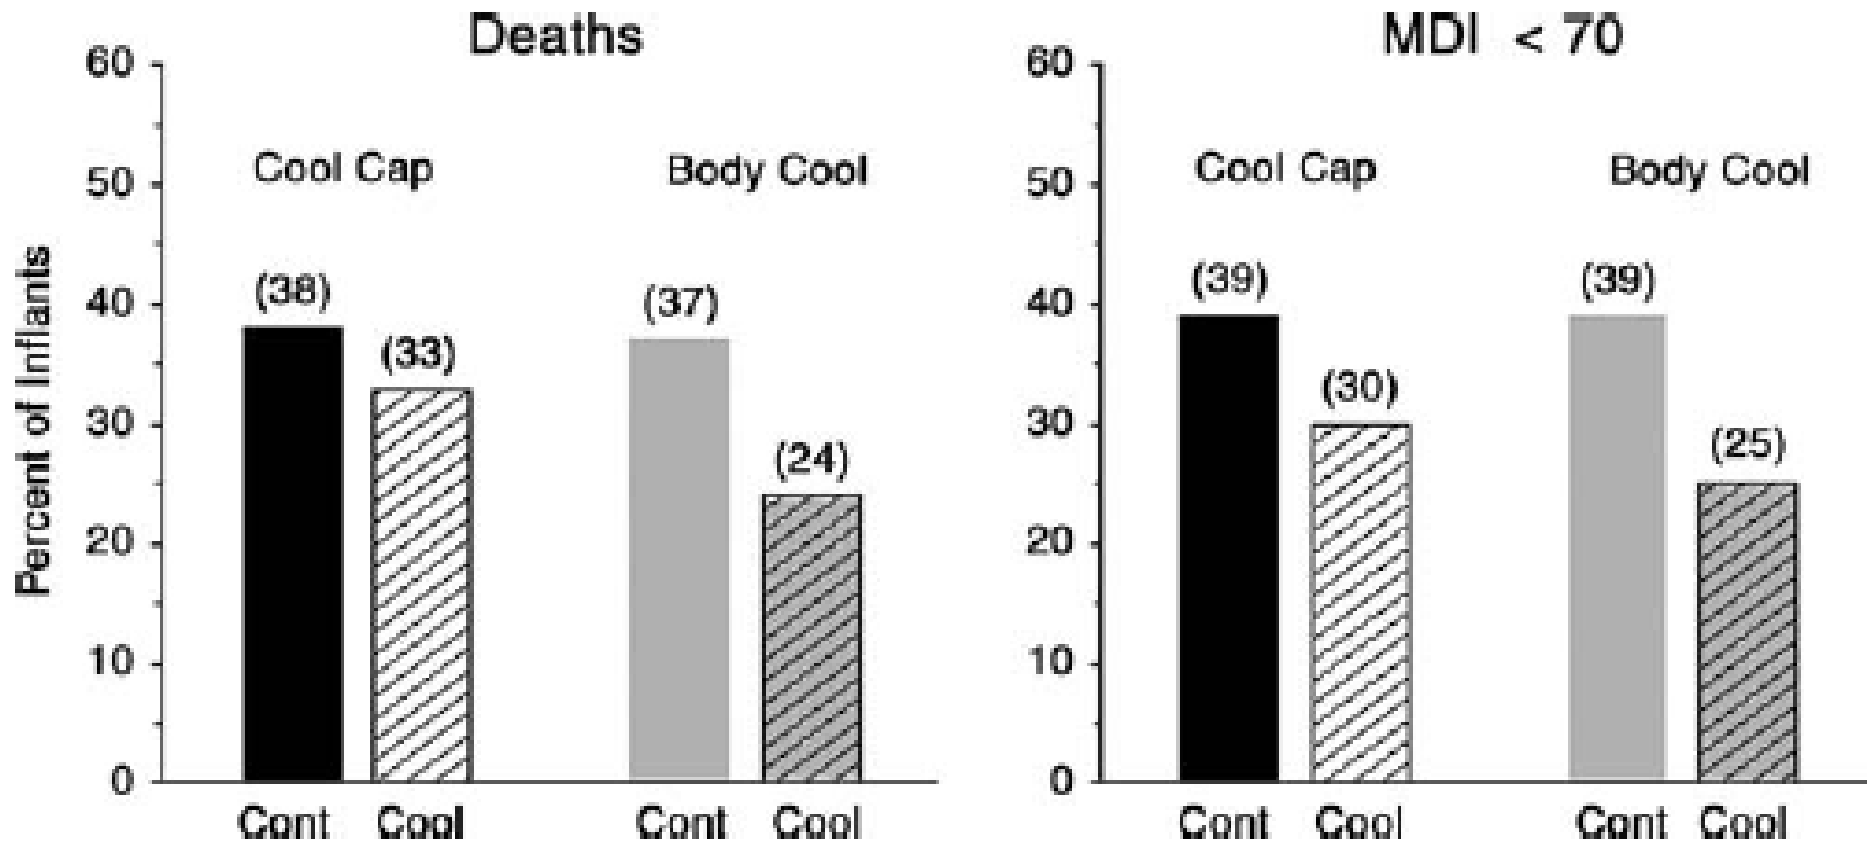 Deaths
60
50
40
30
20
10
0
Percent of Inflants
Cool Cap
Body Cool
(38)
(33)
(37)
(24)
Cont Cool Cont Cool
MDI < 70
60
50
40
30
20
10
0
Cool Cap
Body Cool
(39)
(30)
(39)
(25)
Cont Cool Cont Cool